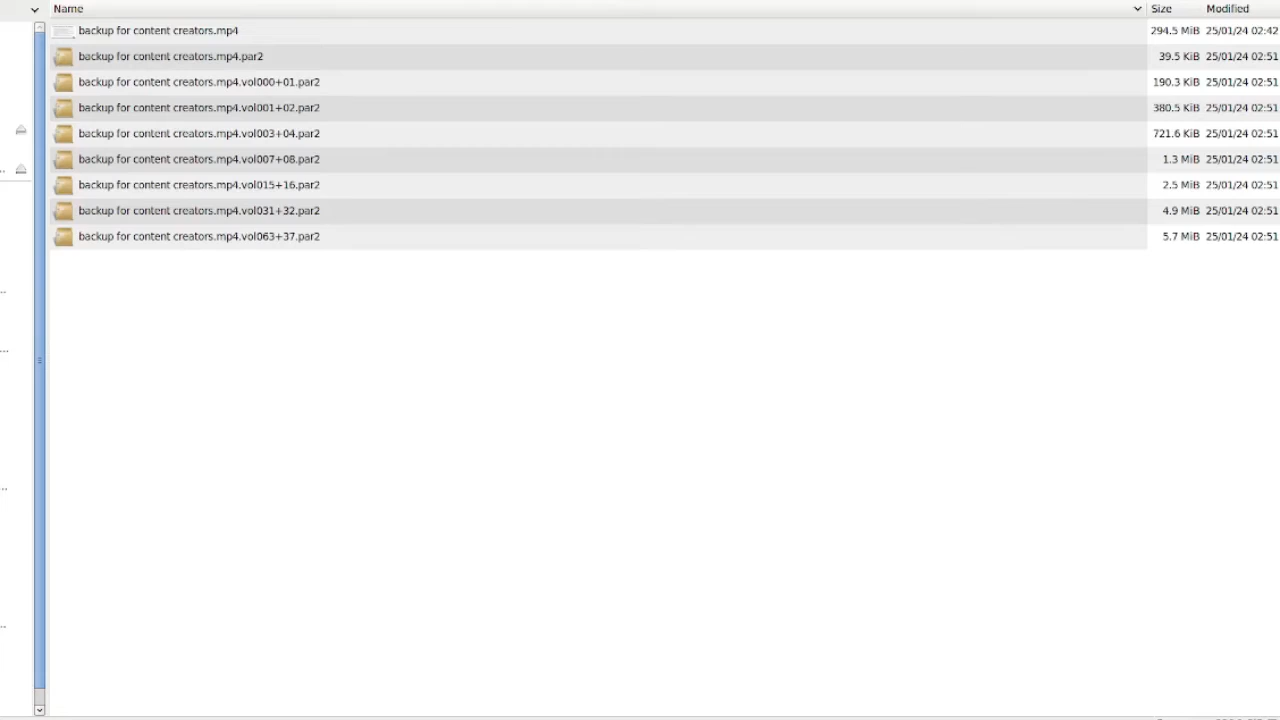 Name Size Modified
backup for content creators.mp4 294.5 MiB 25/01/24 02:42
backup for content creators.mp4.par2 39.5 KiB 25/01/24 02:51
backup for content creators.mp4.vol000+01.par2 190.3 KiB 25/01/24 02:51
backup for content creators.mp4.vol001+02.par2 380.5 KiB 25/01/24 02:51
backup for content creators.mp4.vol003+04.par2 721.6 KiB 25/01/24 02:51
backup for content creators.mp4.vol007+08.par2 1.3 MiB 25/01/24 02:51
backup for content creators.mp4.vol015+16.par2 2.5 MiB 25/01/24 02:51
backup for content creators.mp4.vol031+32.par2 4.9 MiB 25/01/24 02:51
backup for content creators.mp4.vol063+37.par2 5.7 MiB 25/01/24 02:51